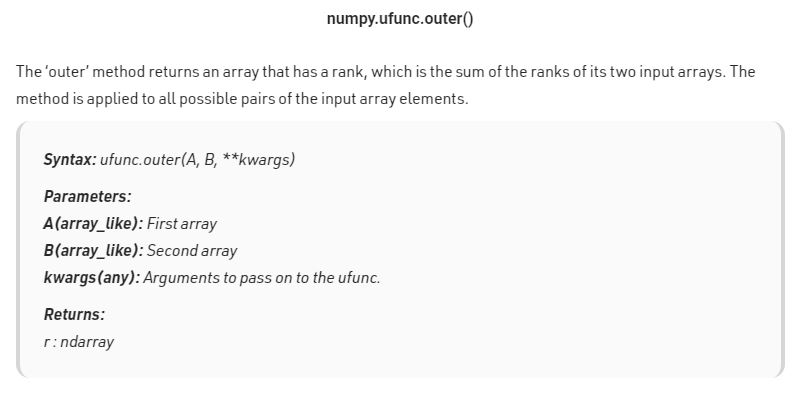 numpy.ufunc.outer()
The ‘outer’ method returns an array that has a rank, which is the sum of the ranks of its two input arrays. The
method is applied to all possible pairs of the input array elements.
Syntax: ufunc.outer(A, B, **kwargs)
Parameters:
A(array_like): First array
B(array_like): Second array
kwargs(any): Arguments to pass on to the ufunc.
Returns:
r : ndarray